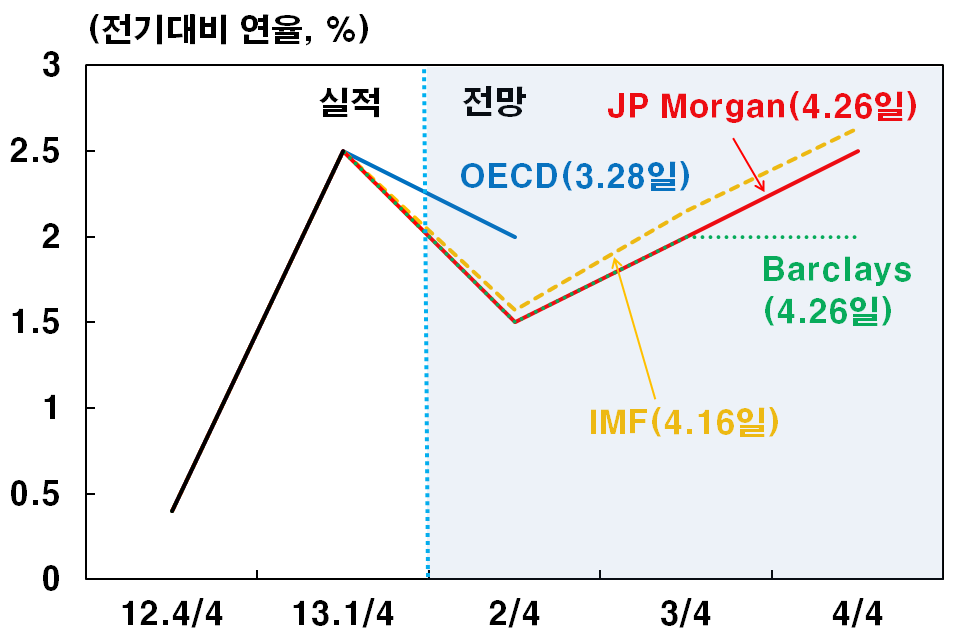 (전기대비 연율, %)
3
2.5
2
1.5
1
0.5
0
실적
전망
JP Morgan(4.26일)
OECD(3.28일)
Barclays
(4.26일)
IMF(4.16일)
12.4/4
13.1/4
2/4
3/4
4/4